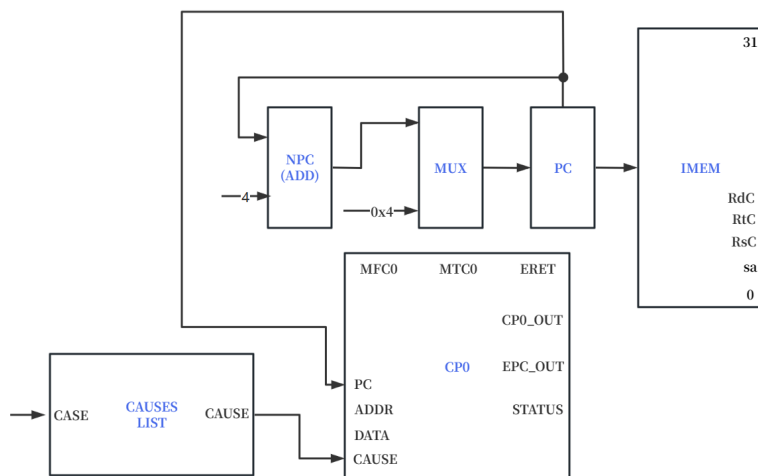 31
NPC
(ADD)
MUX
PC
IMEM
4
0x4
RdC
RtC
RsC
sa
0
MFC0 MTC0 ERET
CP0_OUT
CP0
EPC_OUT
PC
ADDR
STATUS
DATA
CAUSE
CASE
CAUSES
LIST
CAUSE